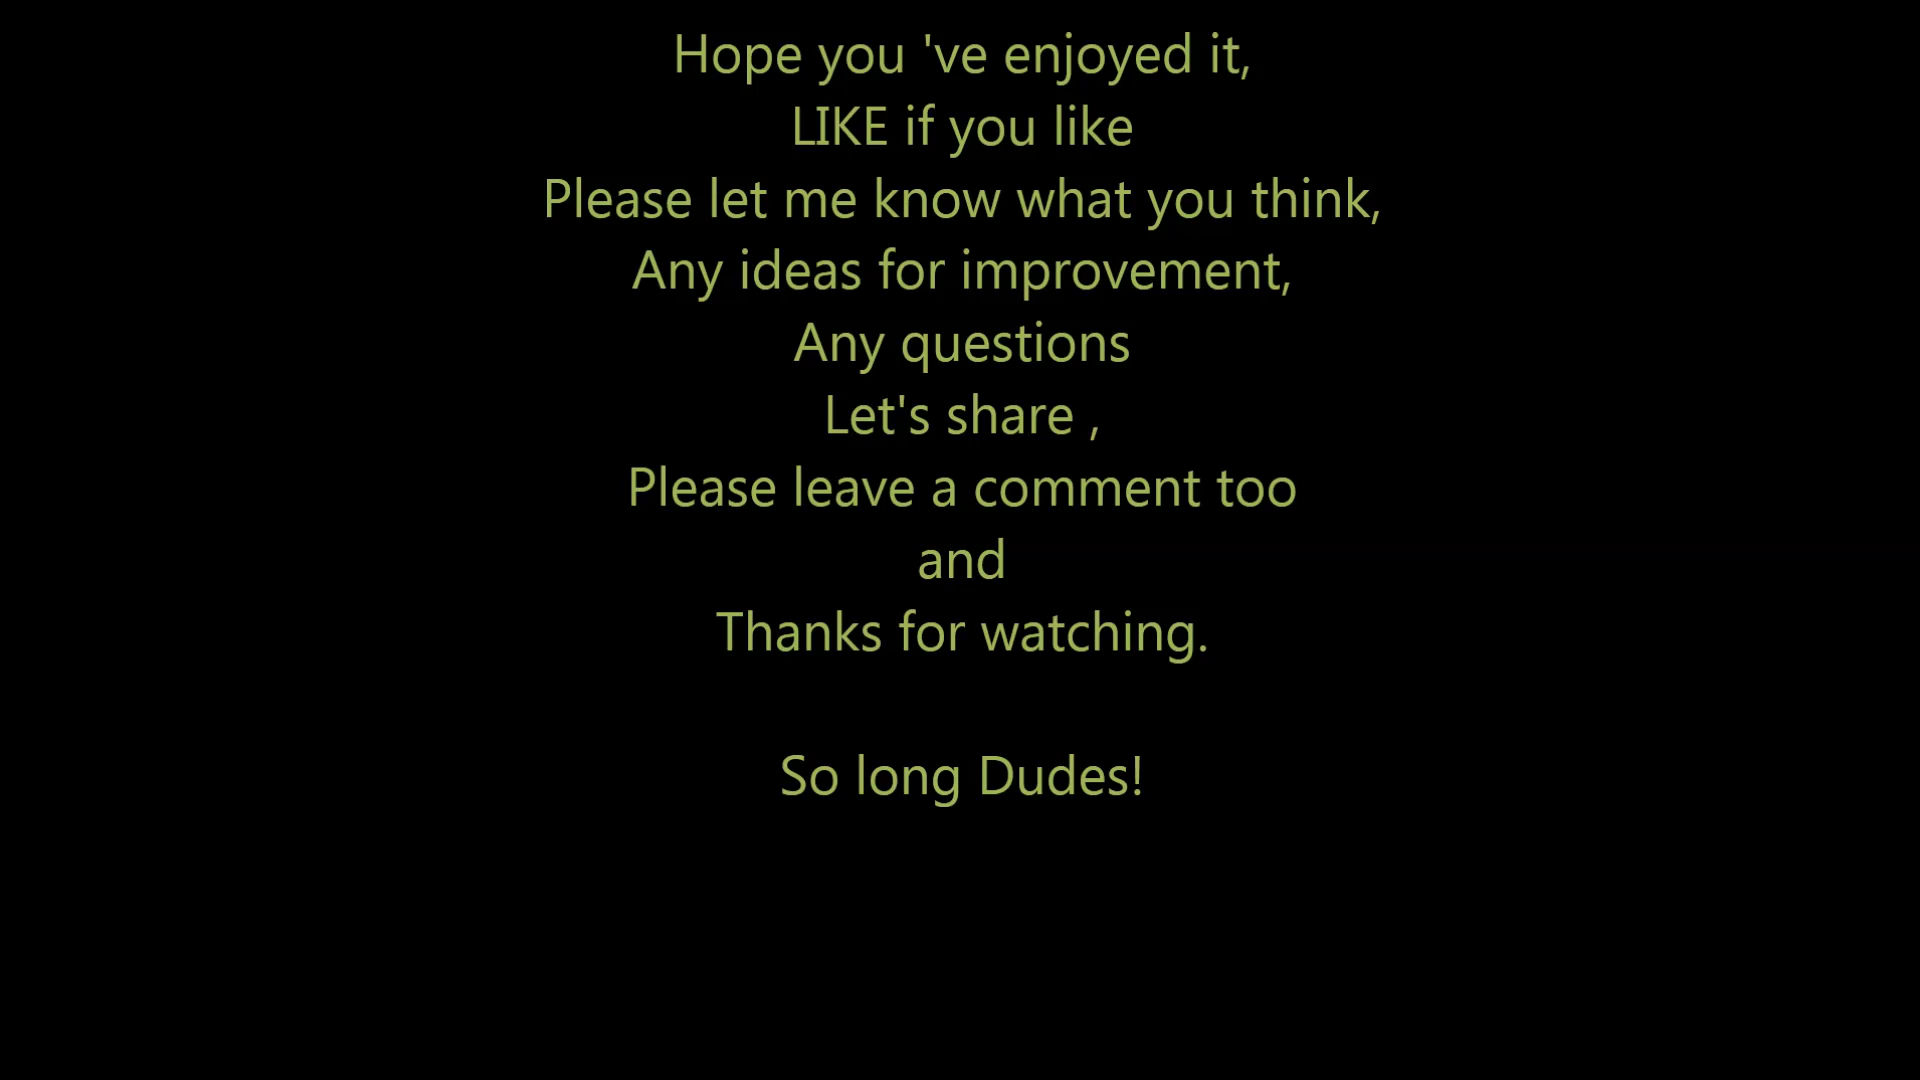 Hope you 've enjoyed it,
LIKE if you like
Please let me know what you think,
Any ideas for improvement,
Any questions
Let's share ,
Please leave a comment too
and
Thanks for watching.
So long Dudes!